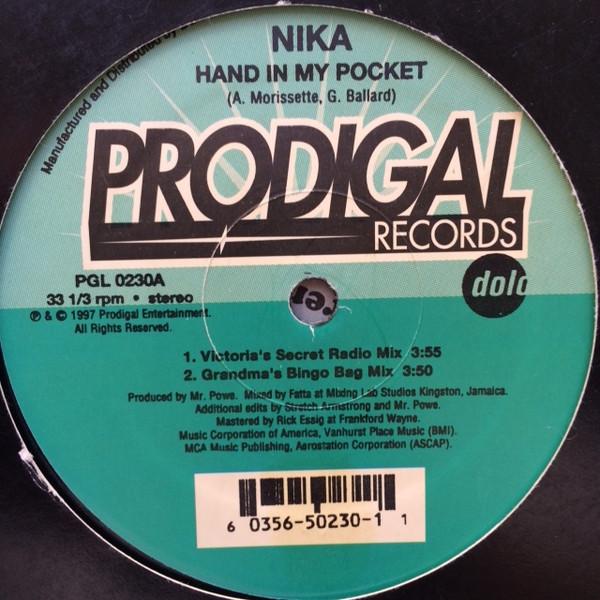 Manufactured and Distributed by
NIKA
HAND IN MY POCKET
(A. Morissette, G. Ballard)
PRODIGAL
RECORDS
PGL 0230A
33 1/3 rpm • stereo
℗ & © 1997 Prodigal Entertainment.
All Rights Reserved.
1. Victoria's Secret Radio Mix 3:55
2. Grandma's Bingo Bag Mix 3:50
Produced by Mr. Powe. Mixed by Fatta at Mixing Lab Studios Kingston, Jamaica.
Additional edits by Stretch Armstrong and Mr. Powe.
Mastered by Rick Essig at Frankford Wayne.
Music Corporation of America, Vanhurst Place Music (BMI).
MCA Music Publishing, Aerostation Corporation (ASCAP).
6 0356-50230-1 1